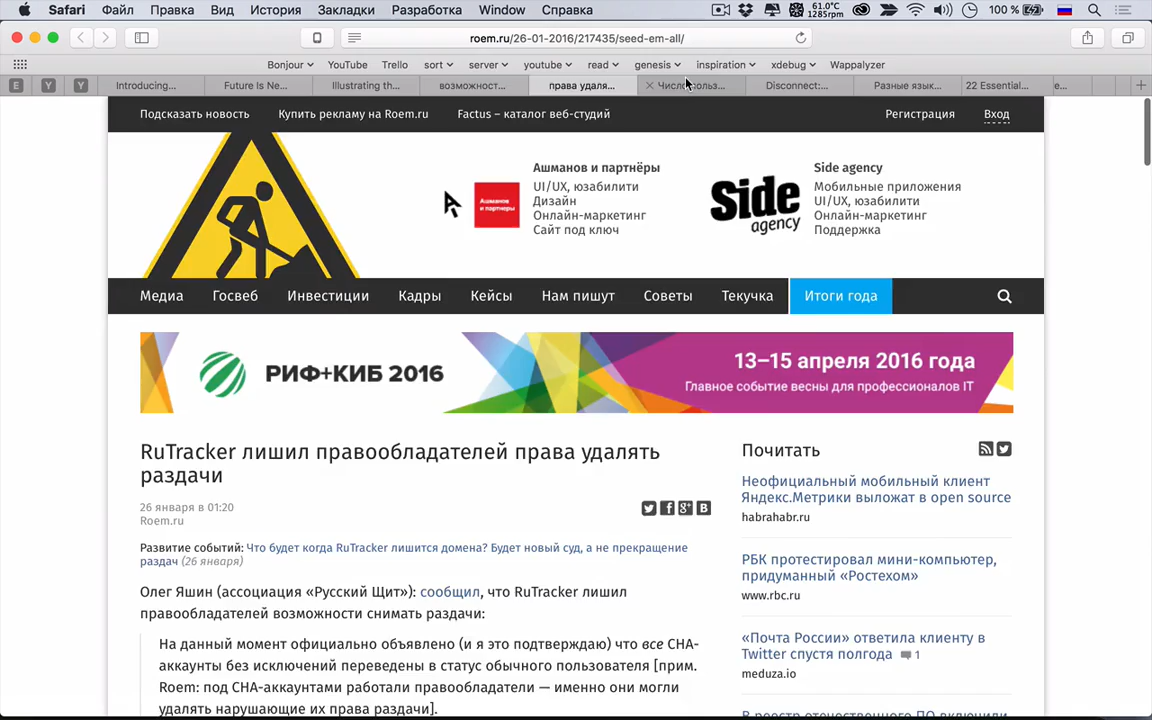 Safari Файл Правка Вид История Закладки Разработка Window Справка 61.0°C 1285rpm 100 %
roem.ru/26-01-2016/217435/seed-em-all/
Bonjour YouTube Trello sort server youtube read genesis inspiration xdebug Wappalyzer
E Y Y Introducing... Future Is Ne... Illustrating th... возможност... права удаля... Disconnect:... Разные язык... 22 Essential... е...
Подсказать новость Купить рекламу на Roem.ru Factus – каталог веб-студий Регистрация Вход
Ашманов и партнёры
UI/UX, юзабилити
Дизайн
Онлайн-маркетинг
Сайт под ключ
Ашманов
и партнеры
Side agency
Side agency
Мобильные приложения
UI/UX, юзабилити
Онлайн-маркетинг
Поддержка
Медиа Госвеб Инвестиции Кадры Кейсы Нам пишут Советы Текучка Итоги года
РИФ+КИБ 2016
13–15 апреля 2016 года
Главное событие весны для профессионалов IT
RuTracker лишил правообладателей права удалять
раздачи
26 января в 01:20
Roem.ru
Развитие событий: Что будет когда RuTracker лишится домена? Будет новый суд, а не прекращение
раздач (26 января)
Олег Яшин (ассоциация «Русский Щит»): сообщил, что RuTracker лишил
правообладателей возможности снимать раздачи:
На данный момент официально объявлено (и я это подтверждаю) что все CHA-
аккаунты без исключений переведены в статус обычного пользователя [прим.
Roem: под CHA-аккаунтами работали правообладатели — именно они могли
удалять нарушающие их права раздачи].
Почитать
Неофициальный мобильный клиент
Яндекс.Метрики выложат в open source
habrahabr.ru
РБК протестировал мини-компьютер,
придуманный «Ростехом»
www.rbc.ru
«Почта России» ответила клиенту в
Twitter спустя полгода 1
meduza.io
В реестр отечественного ПО включили